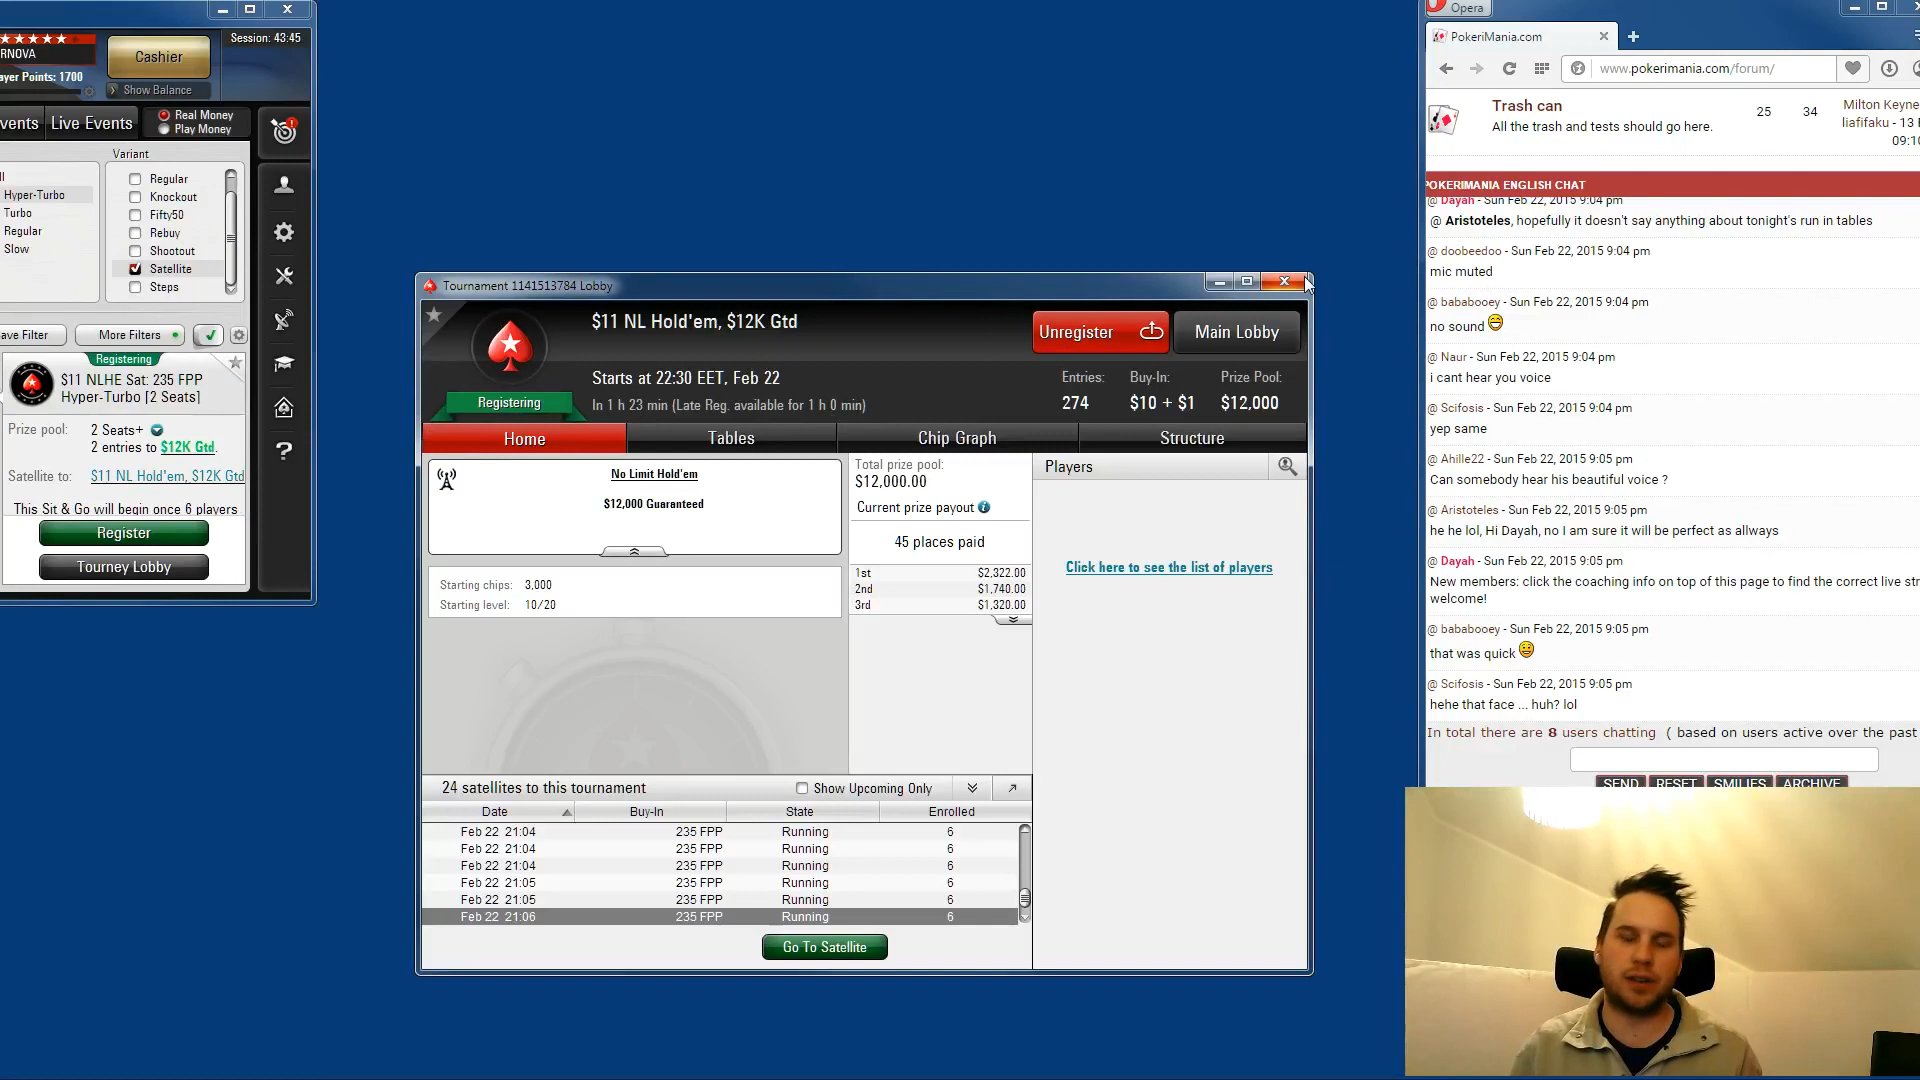 RNOVA
ayer Points: 1700
Cashier
Show Balance
Session: 43:45
vents
Live Events
Real Money
Play Money
Hyper-Turbo
Turbo
Regular
Slow
Variant
Regular
Knockout
Fifty50
Rebuy
Shootout
Satellite
Steps
ave Filter
More Filters
Registering
$11 NLHE Sat: 235 FPP
Hyper-Turbo [2 Seats]
Prize pool: 2 Seats+
2 entries to $12K Gtd.
Satellite to: $11 NL Hold'em, $12K Gtd
This Sit & Go will begin once 6 players
Register
Tourney Lobby
Tournament 1141513784 Lobby
$11 NL Hold'em, $12K Gtd
Unregister
Main Lobby
Starts at 22:30 EET, Feb 22
Entries: Buy-In: Prize Pool:
Registering
In 1 h 23 min (Late Reg. available for 1 h 0 min)
274 $10 + $1 $12,000
Home Tables Chip Graph Structure
No Limit Hold'em
$12,000 Guaranteed
Starting chips: 3,000
Starting level: 10/20
Total prize pool:
$12,000.00
Current prize payout
45 places paid
1st $2,322.00
2nd $1,740.00
3rd $1,320.00
Players
Click here to see the list of players
24 satellites to this tournament
Show Upcoming Only
Date Buy-In State Enrolled
Feb 22 21:04 235 FPP Running 6
Feb 22 21:04 235 FPP Running 6
Feb 22 21:04 235 FPP Running 6
Feb 22 21:05 235 FPP Running 6
Feb 22 21:05 235 FPP Running 6
Feb 22 21:06 235 FPP Running 6
Go To Satellite
Opera
PokeriMania.com
www.pokerimania.com/forum/
Trash can
All the trash and tests should go here.
25 34
Milton Keyne
liafifaku - 13 F
09:10
POKERIMANIA ENGLISH CHAT
@ Dayah - Sun Feb 22, 2015 9:04 pm
@ Aristoteles, hopefully it doesn't say anything about tonight's run in tables
@ doobeedoo - Sun Feb 22, 2015 9:04 pm
mic muted
@ bababooey - Sun Feb 22, 2015 9:04 pm
no sound
@ Naur - Sun Feb 22, 2015 9:04 pm
i cant hear you voice
@ Scifosis - Sun Feb 22, 2015 9:04 pm
yep same
@ Ahille22 - Sun Feb 22, 2015 9:05 pm
Can somebody hear his beautiful voice ?
@ Aristoteles - Sun Feb 22, 2015 9:05 pm
he he lol, Hi Dayah, no I am sure it will be perfect as allways
@ Dayah - Sun Feb 22, 2015 9:05 pm
New members: click the coaching info on top of this page to find the correct live str
welcome!
@ bababooey - Sun Feb 22, 2015 9:05 pm
that was quick
@ Scifosis - Sun Feb 22, 2015 9:05 pm
hehe that face ... huh? lol
In total there are 8 users chatting ( based on users active over the past
SEND RESET SMILIES ARCHIVE